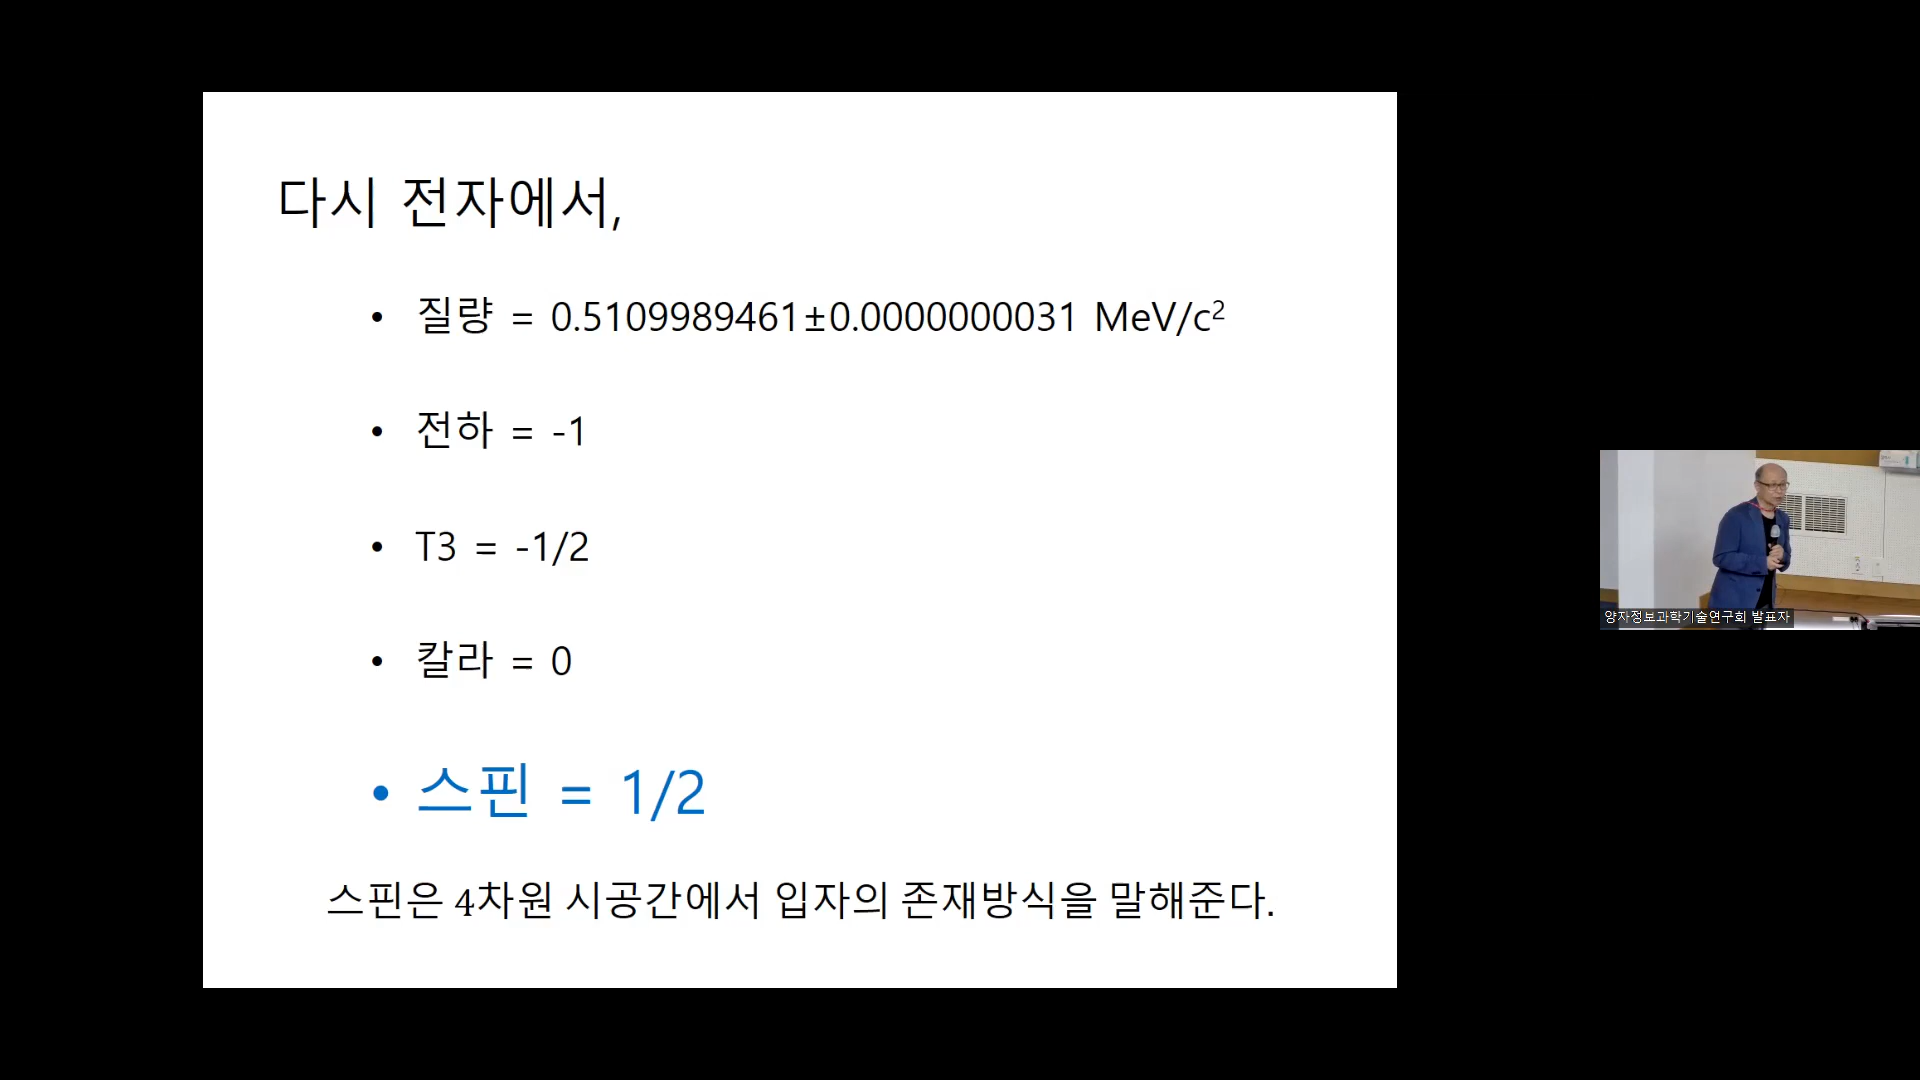 다시 전자에서,
• 질량 = 0.5109989461±0.0000000031 MeV/c²
• 전하 = -1
• T3 = -1/2
• 칼라 = 0
• 스핀 = 1/2
스핀은 4차원 시공간에서 입자의 존재방식을 말해준다.
양자정보과학기술연구회 발표자